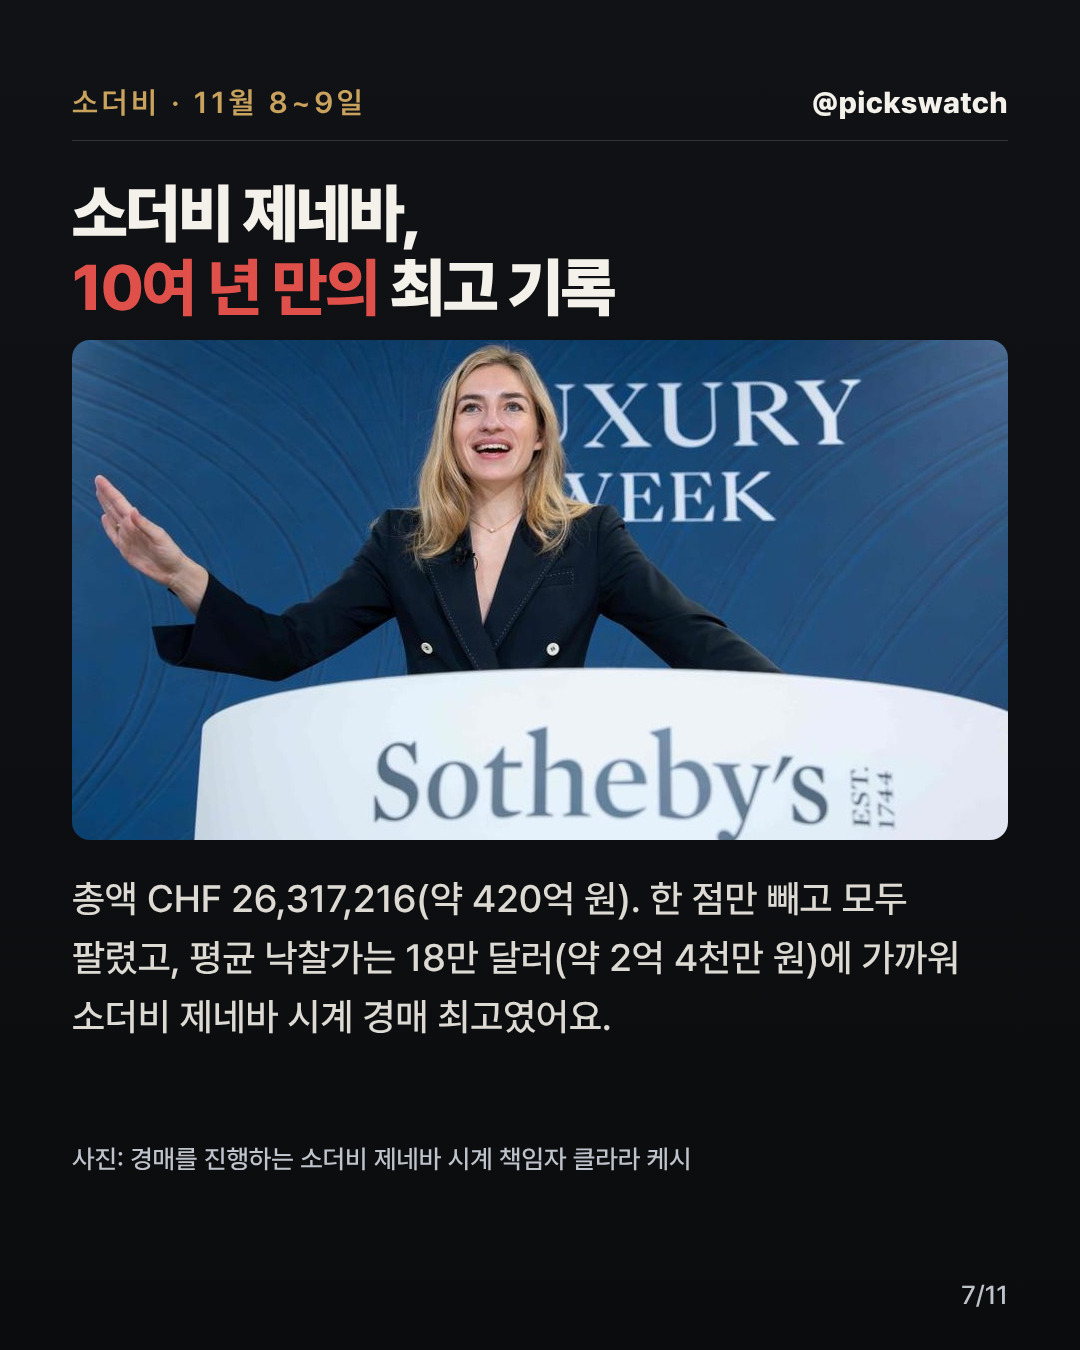 소더비 · 11월 8~9일
@pickswatch
소더비 제네바,
10여 년 만의 최고 기록
UXURY
WEEK
Sotheby's
EST.
1744
총액 CHF 26,317,216(약 420억 원). 한 점만 빼고 모두
팔렸고, 평균 낙찰가는 18만 달러(약 2억 4천만 원)에 가까워
소더비 제네바 시계 경매 최고였어요.
사진: 경매를 진행하는 소더비 제네바 시계 책임자 클라라 케시
7/11